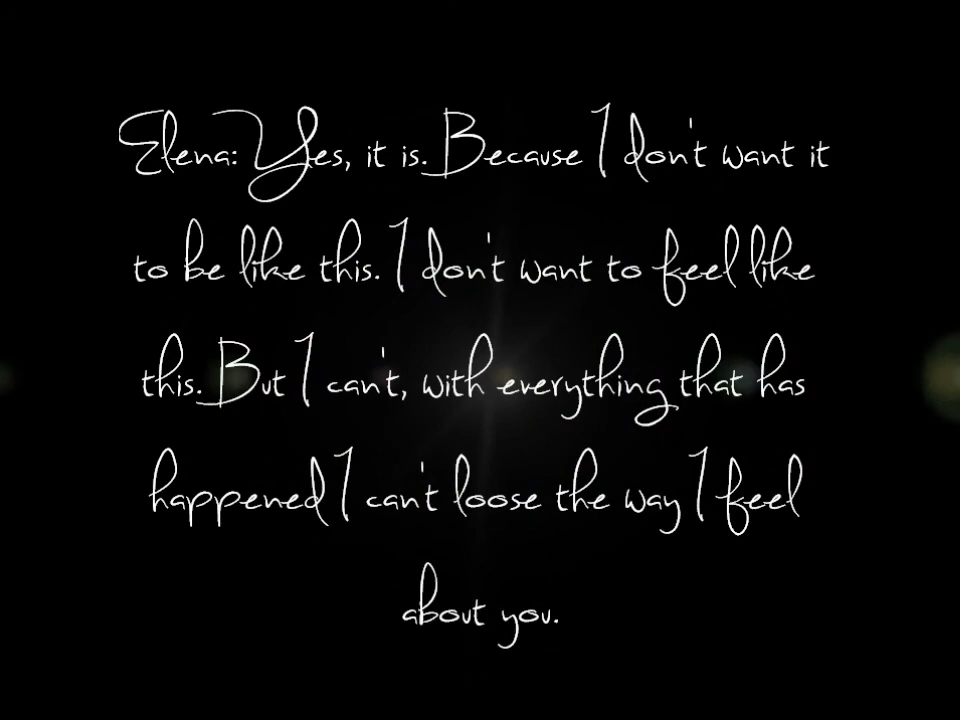 Elena: Yes, it is. Because I don't want it
to be like this. I don't want to feel like
this. But I can't, with everything that has
happened I can't loose the way I feel
about you.